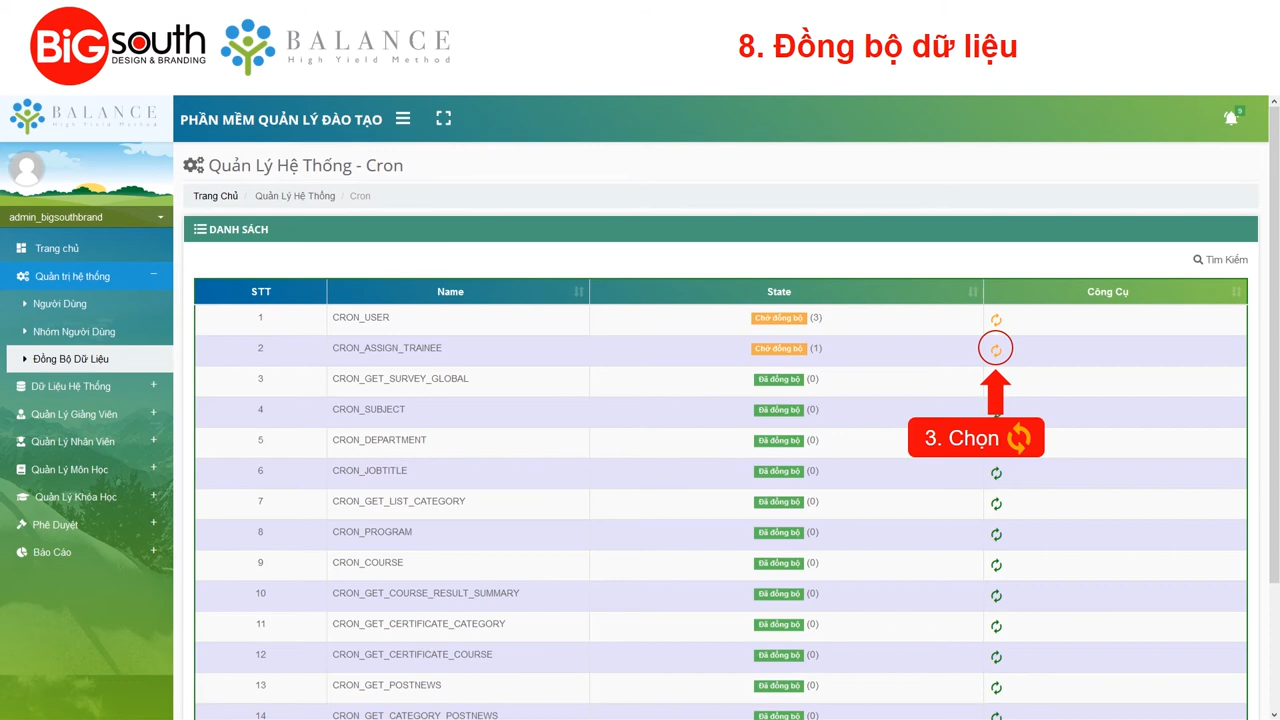 BiGSOUTH
DESIGN & BRANDING
BALANCE
High Yield Method
8. Đồng bộ dữ liệu
BALANCE
High Yield Method
PHẦN MỀM QUẢN LÝ ĐÀO TẠO
9
Quản Lý Hệ Thống - Cron
Trang Chủ / Quản Lý Hệ Thống / Cron
admin_bigsouthbrand
Trang chủ
Quản trị hệ thống
Người Dùng
Nhóm Người Dùng
Đồng Bộ Dữ Liệu
Dữ Liệu Hệ Thống
Quản Lý Giảng Viên
Quản Lý Nhân Viên
Quản Lý Môn Học
Quản Lý Khóa Học
Phê Duyệt
Báo Cáo
DANH SÁCH
Tìm Kiếm
STT Name State Công Cụ
1 CRON_USER Chờ đồng bộ (3)
2 CRON_ASSIGN_TRAINEE Chờ đồng bộ (1)
3 CRON_GET_SURVEY_GLOBAL Đã đồng bộ (0)
4 CRON_SUBJECT Đã đồng bộ (0)
5 CRON_DEPARTMENT Đã đồng bộ (0)
3. Chọn
6 CRON_JOBTITLE Đã đồng bộ (0)
7 CRON_GET_LIST_CATEGORY Đã đồng bộ (0)
8 CRON_PROGRAM Đã đồng bộ (0)
9 CRON_COURSE Đã đồng bộ (0)
10 CRON_GET_COURSE_RESULT_SUMMARY Đã đồng bộ (0)
11 CRON_GET_CERTIFICATE_CATEGORY Đã đồng bộ (0)
12 CRON_GET_CERTIFICATE_COURSE Đã đồng bộ (0)
13 CRON_GET_POSTNEWS Đã đồng bộ (0)
14 CRON_GET_CATEGORY_POSTNEWS Đã đồng bộ (0)